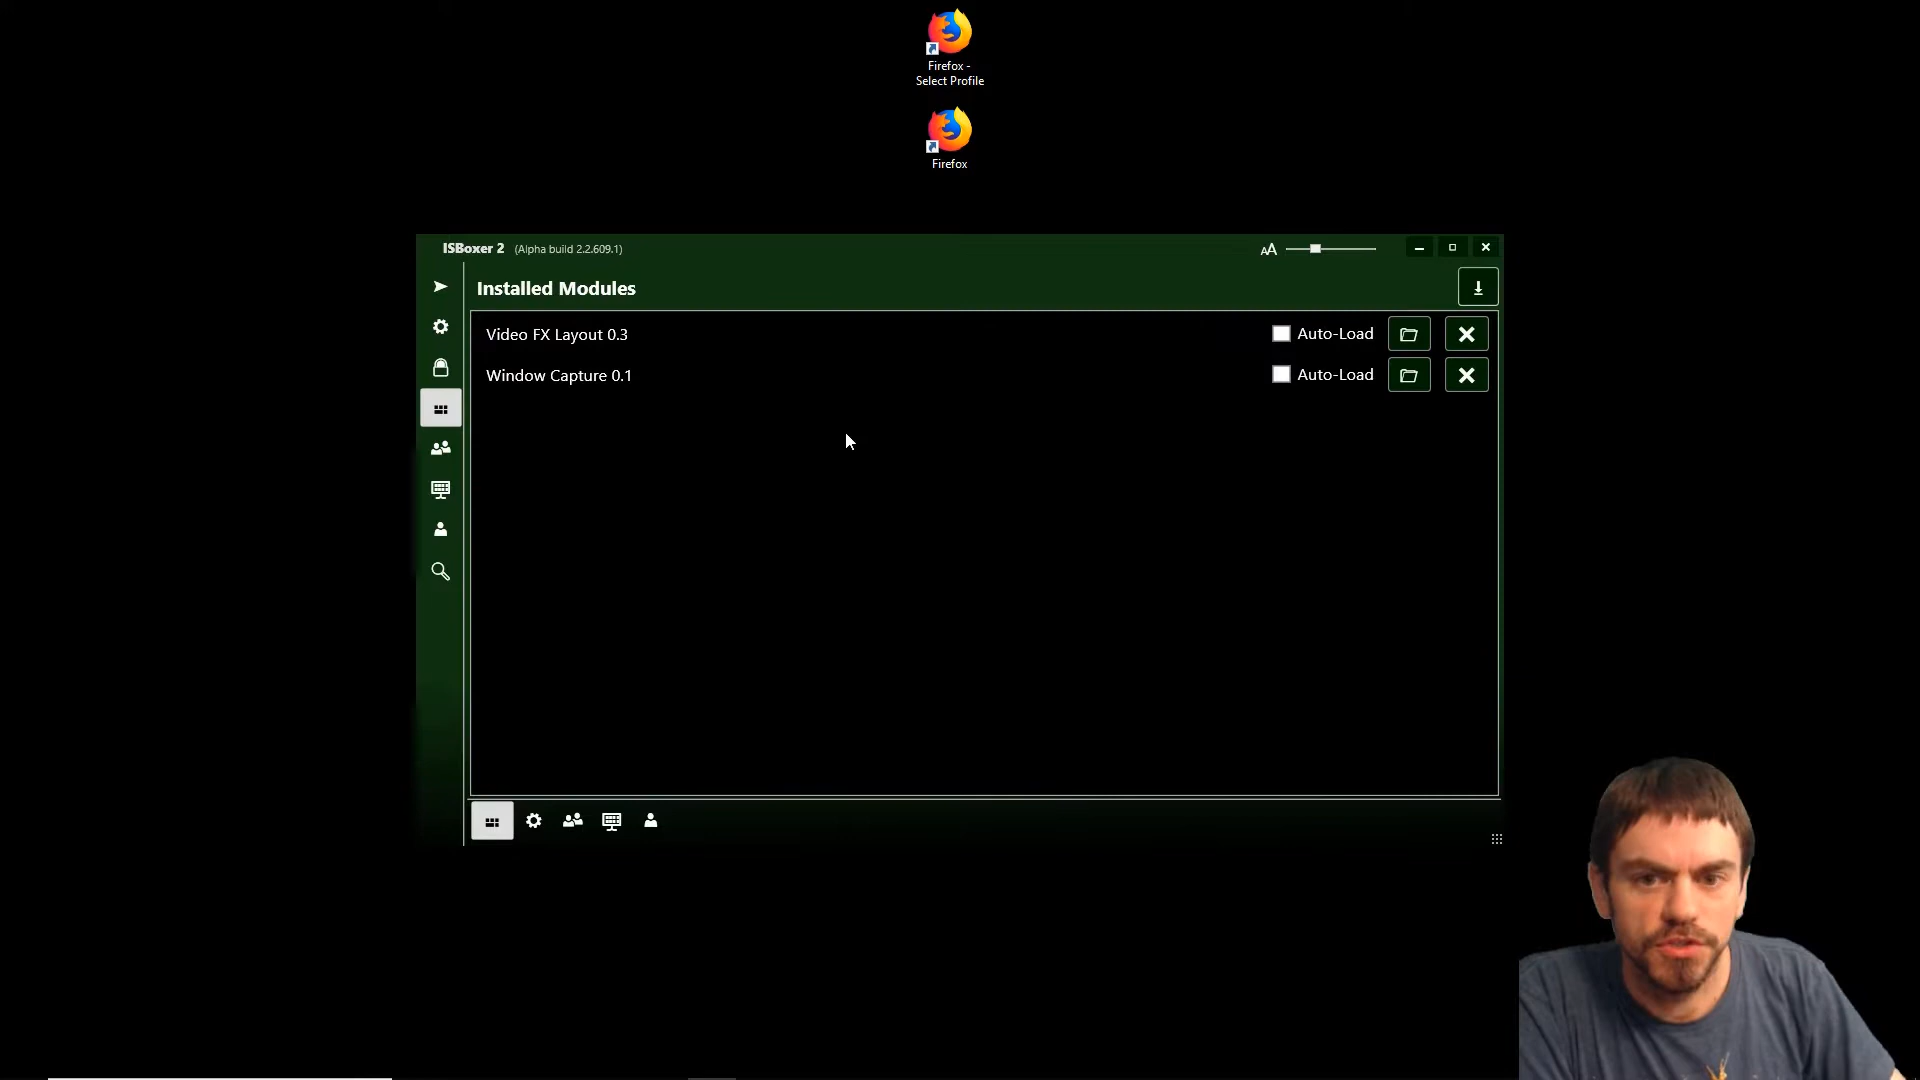 Firefox -
Select Profile
Firefox
ISBoxer 2 (Alpha build 2.2.609.1)
AA
Installed Modules
Video FX Layout 0.3 Auto-Load
Window Capture 0.1 Auto-Load